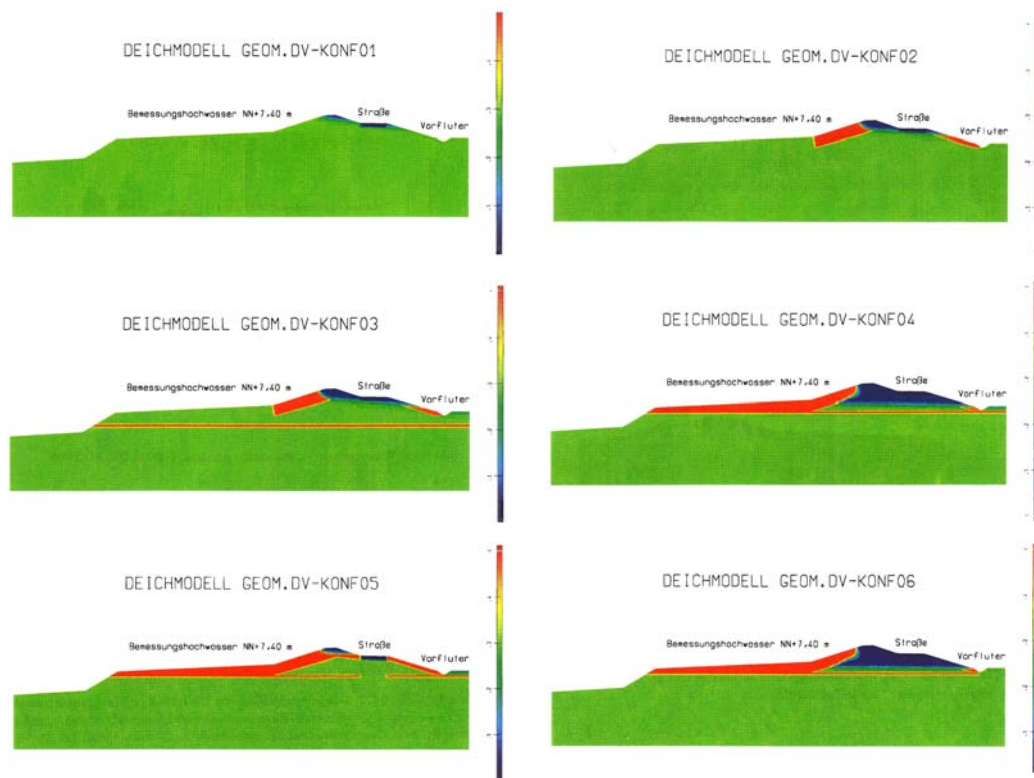 DEICHMODELL GEOM.DV-KONF01
Bemessungshochwasser NN+7,40 m
Straße
Vorfluter
DEICHMODELL GEOM.DV-KONF02
Bemessungshochwasser NN+7,40 m
Straße
Vorfluter
DEICHMODELL GEOM.DV-KONF03
Bemessungshochwasser NN+7,40 m
Straße
Vorfluter
DEICHMODELL GEOM.DV-KONF04
Bemessungshochwasser NN+7,40 m
Straße
Vorfluter
DEICHMODELL GEOM.DV-KONF05
Bemessungshochwasser NN+7,40 m
Straße
Vorfluter
DEICHMODELL GEOM.DV-KONF06
Bemessungshochwasser NN+7,40 m
Straße
Vorfluter